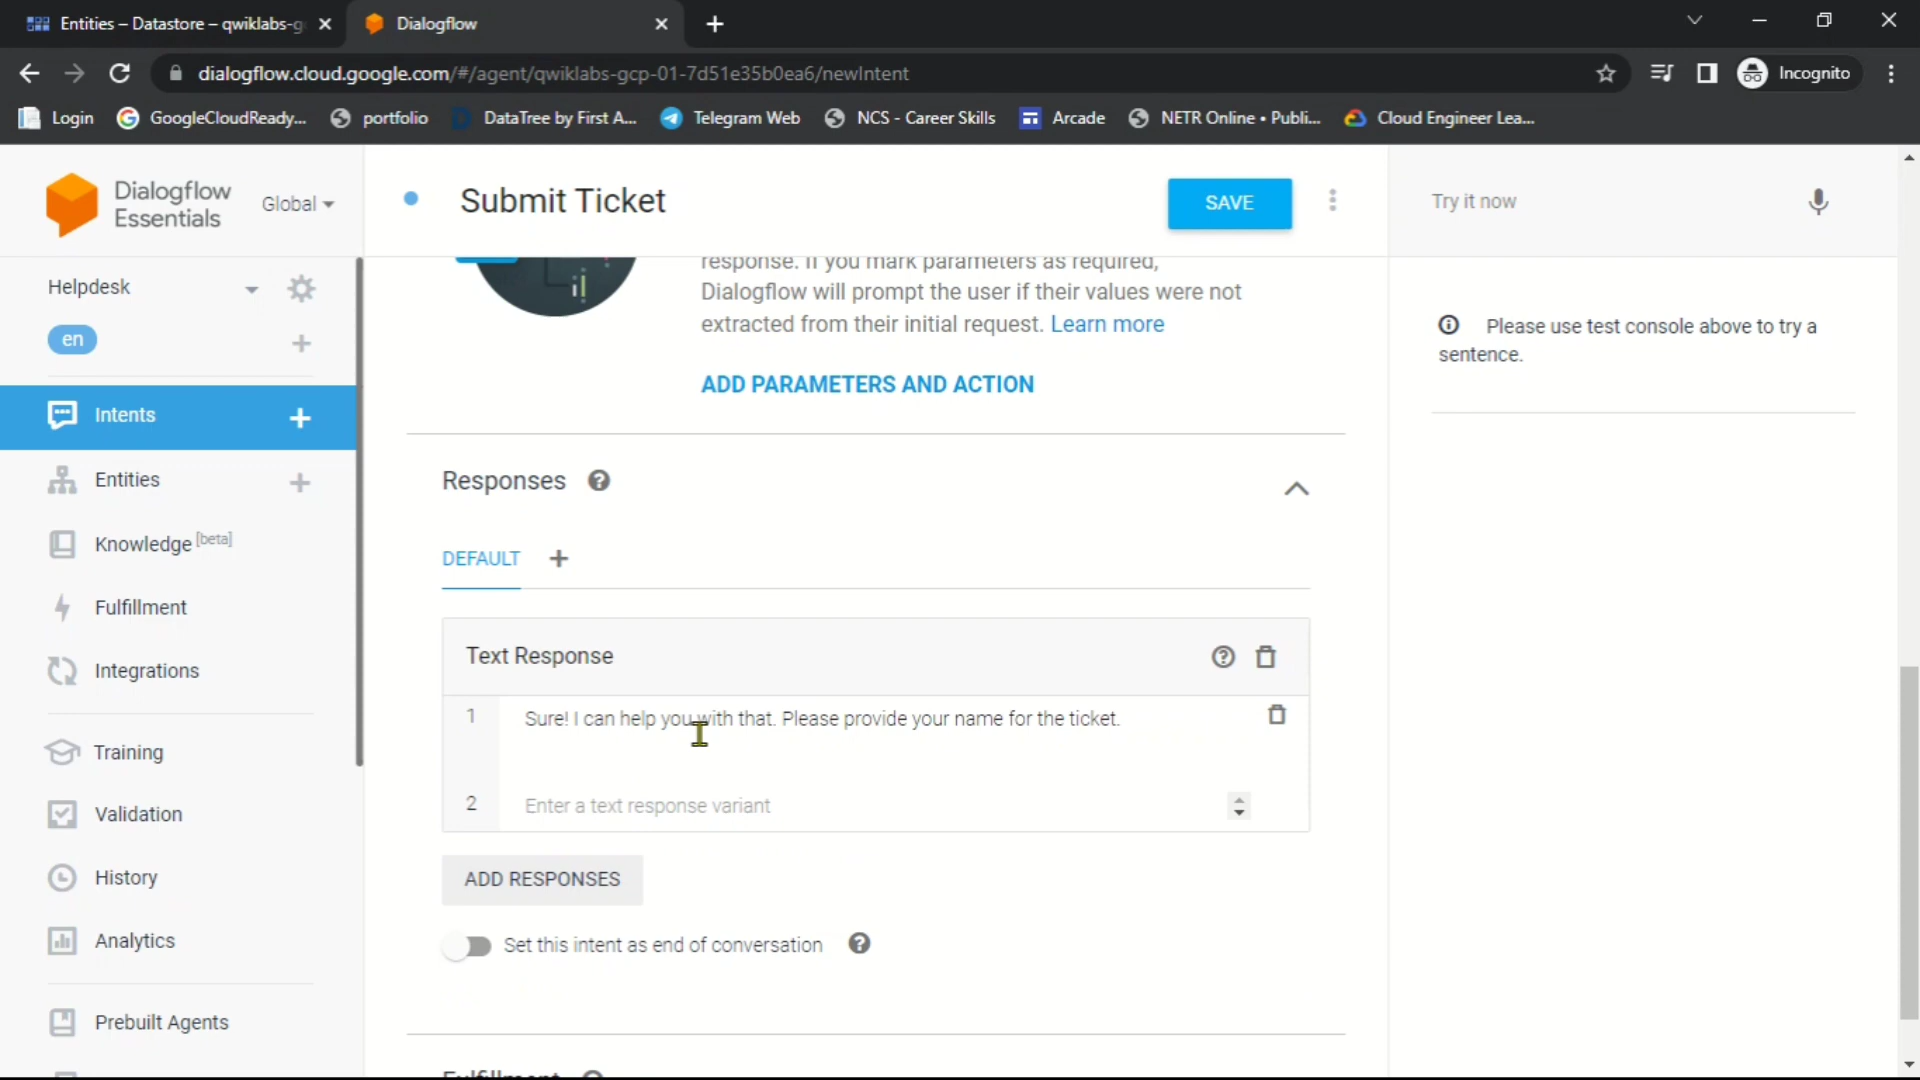 Entities – Datastore – qwiklabs-g
Dialogflow
dialogflow.cloud.google.com/#/agent/qwiklabs-gcp-01-7d51e35b0ea6/newIntent
Incognito
Login
GoogleCloudReady...
portfolio
DataTree by First A...
Telegram Web
NCS - Career Skills
Arcade
NETR Online • Publi...
Cloud Engineer Lea...
Dialogflow
Essentials
Global
Submit Ticket
SAVE
Try it now
Helpdesk
en
Intents
Entities
Knowledge [beta]
Fulfillment
Integrations
Training
Validation
History
Analytics
Prebuilt Agents
response. If you mark parameters as required,
Dialogflow will prompt the user if their values were not
extracted from their initial request. Learn more
ADD PARAMETERS AND ACTION
Responses
DEFAULT
Text Response
1 Sure! I can help you with that. Please provide your name for the ticket.
2 Enter a text response variant
ADD RESPONSES
Set this intent as end of conversation
Fulfillment
Please use test console above to try a
sentence.